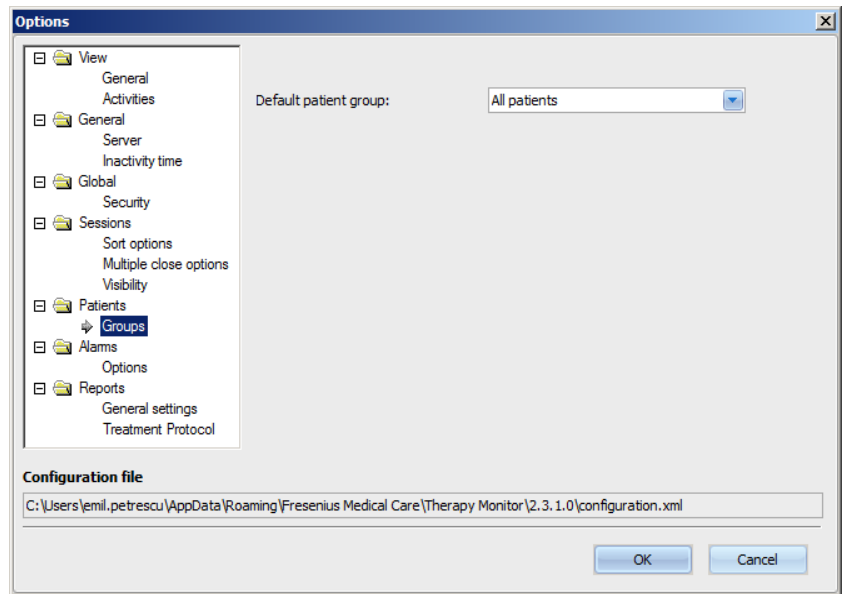 Options
View
General
Activities
General
Server
Inactivity time
Global
Security
Sessions
Sort options
Multiple close options
Visibility
Patients
Groups
Alarms
Options
Reports
General settings
Treatment Protocol
Default patient group: All patients
Configuration file
C:\Users\emil.petrescu\AppData\Roaming\Fresenius Medical Care\Therapy Monitor\2.3.1.0\configuration.xml
OK Cancel